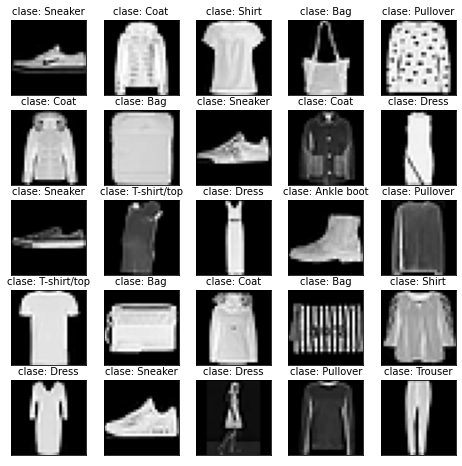 clase: Sneaker clase: Coat clase: Shirt clase: Bag clase: Pullover
clase: Coat clase: Bag clase: Sneaker clase: Coat clase: Dress
clase: Sneaker clase: T-shirt/top clase: Dress clase: Ankle boot clase: Pullover
clase: T-shirt/top clase: Bag clase: Coat clase: Bag clase: Shirt
clase: Dress clase: Sneaker clase: Dress clase: Pullover clase: Trouser